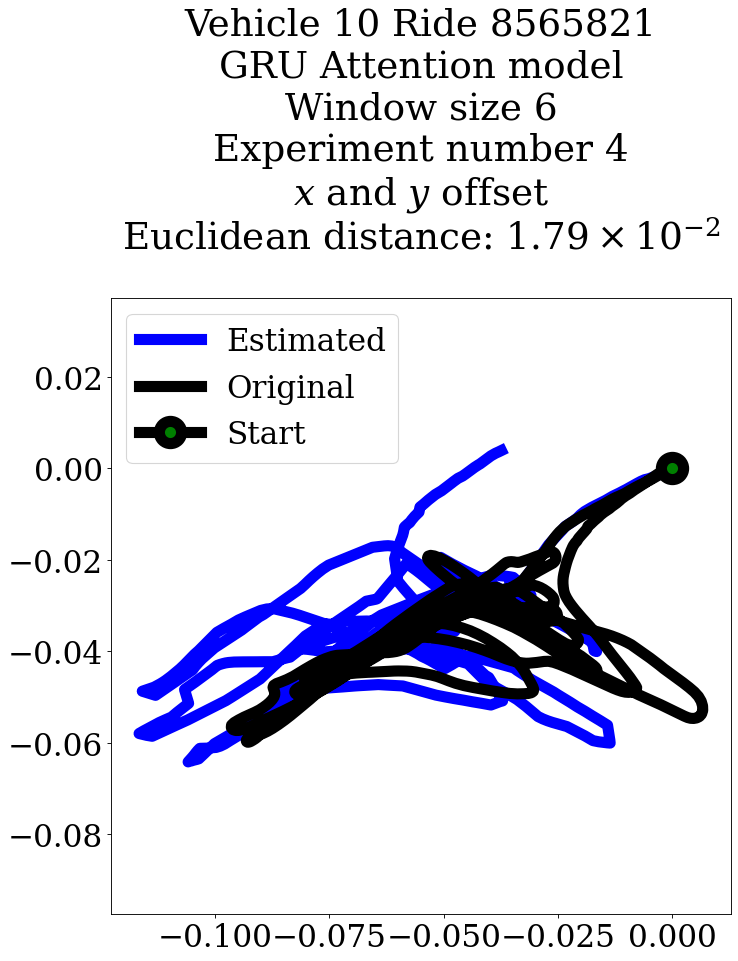 Vehicle 10 Ride 8565821
GRU Attention model
Window size 6
Experiment number 4
x and y offset
Euclidean distance: 1.79 × 10⁻²
Estimated
Original
Start
0.02
0.00
−0.02
−0.04
−0.06
−0.08
−0.100 −0.075 −0.050 −0.025 0.000